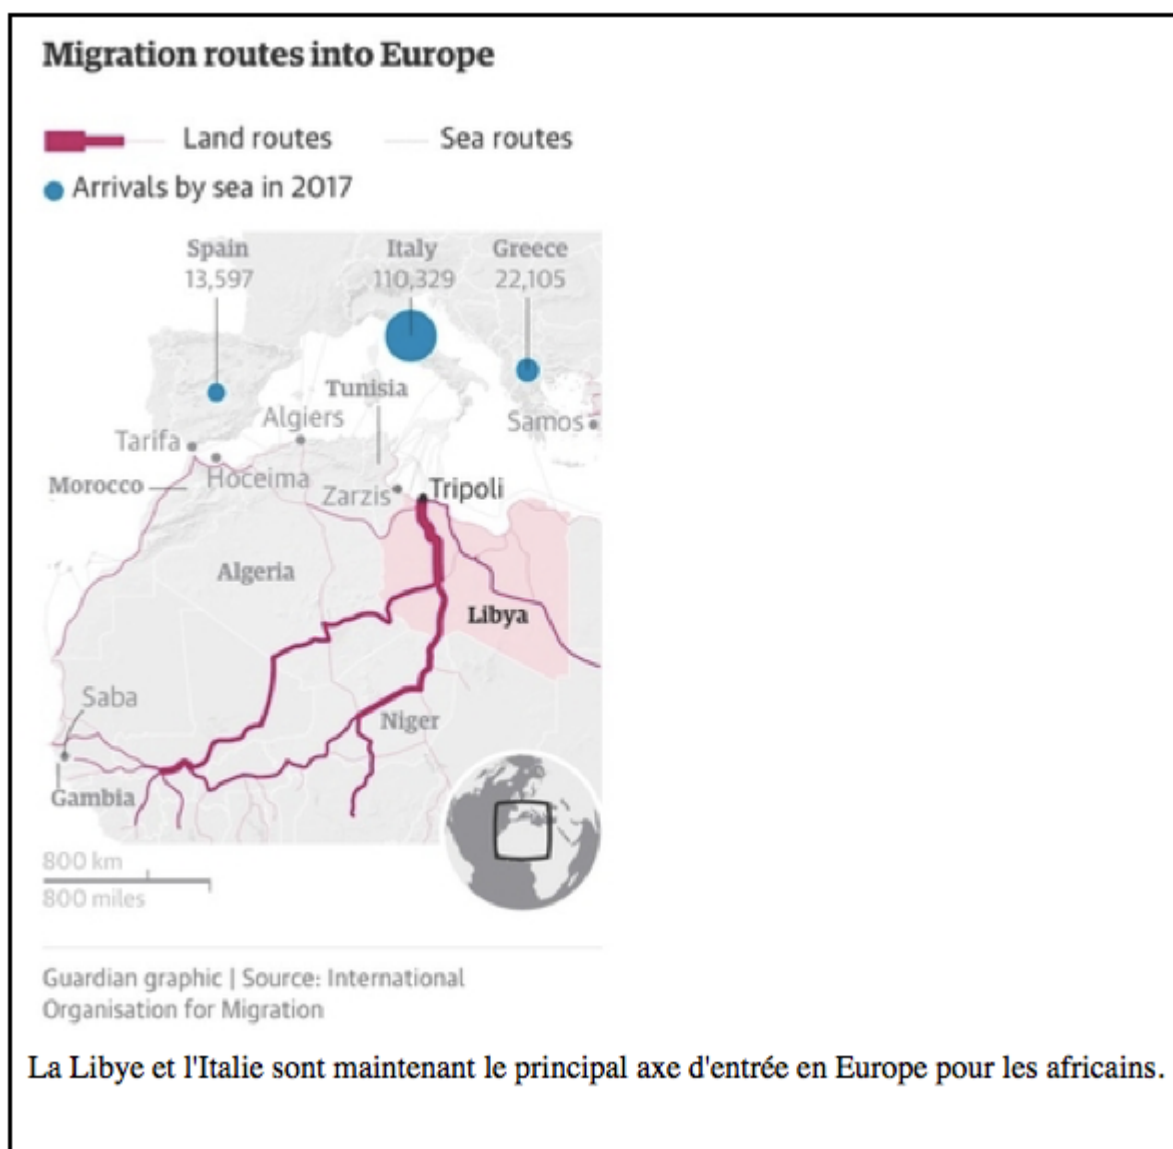 Migration routes into Europe
Land routes
Sea routes
Arrivals by sea in 2017
Spain
13,597
Italy
110,329
Greece
22,105
Tunisia
Algiers
Samos
Tarifa
Hoceima
Morocco
Zarzis
Tripoli
Algeria
Libya
Saba
Niger
Gambia
800 km
800 miles
Guardian graphic | Source: International
Organisation for Migration
La Libye et l'Italie sont maintenant le principal axe d'entrée en Europe pour les africains.